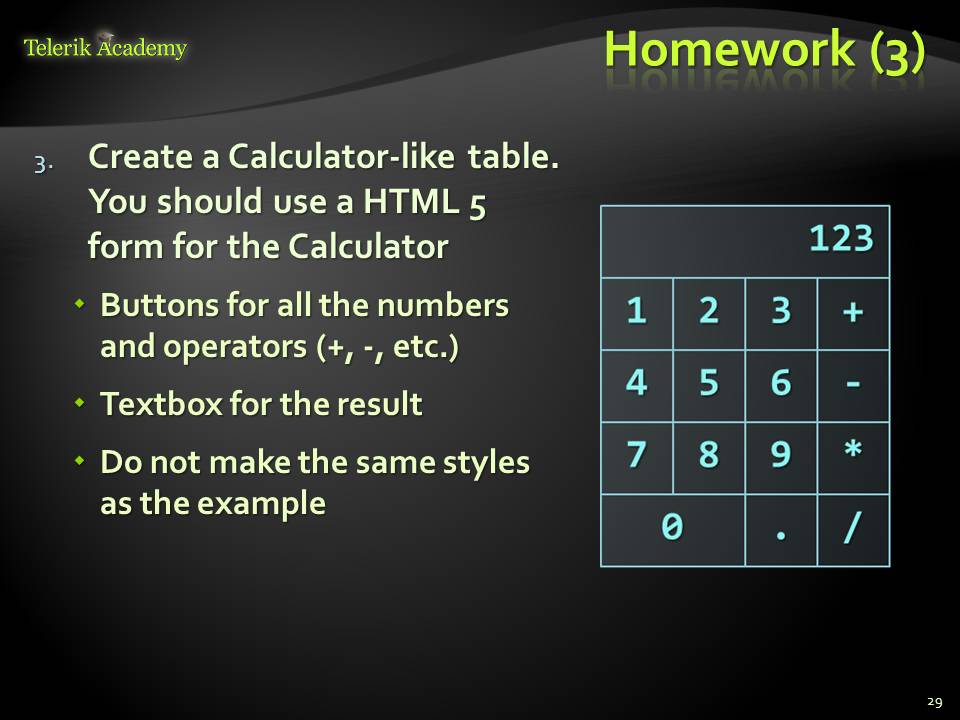 Telerik Academy
Homework (3)
3. Create a Calculator-like table.
You should use a HTML 5
form for the Calculator
Buttons for all the numbers
and operators (+, -, etc.)
Textbox for the result
Do not make the same styles
as the example
123
1 2 3 +
4 5 6 -
7 8 9 *
0 . /
29